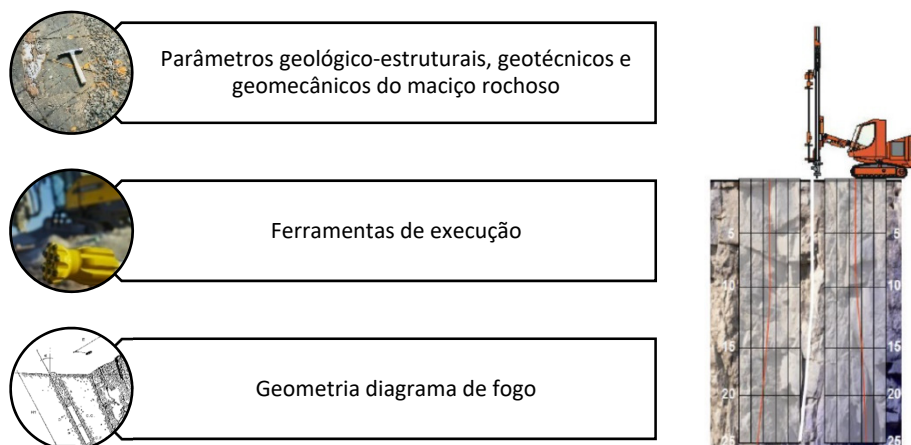 Parâmetros geológico-estruturais, geotécnicos e
geomecânicos do maciço rochoso
Ferramentas de execução
Geometria diagrama de fogo
5
5
10
10
15
15
20
20
25
25